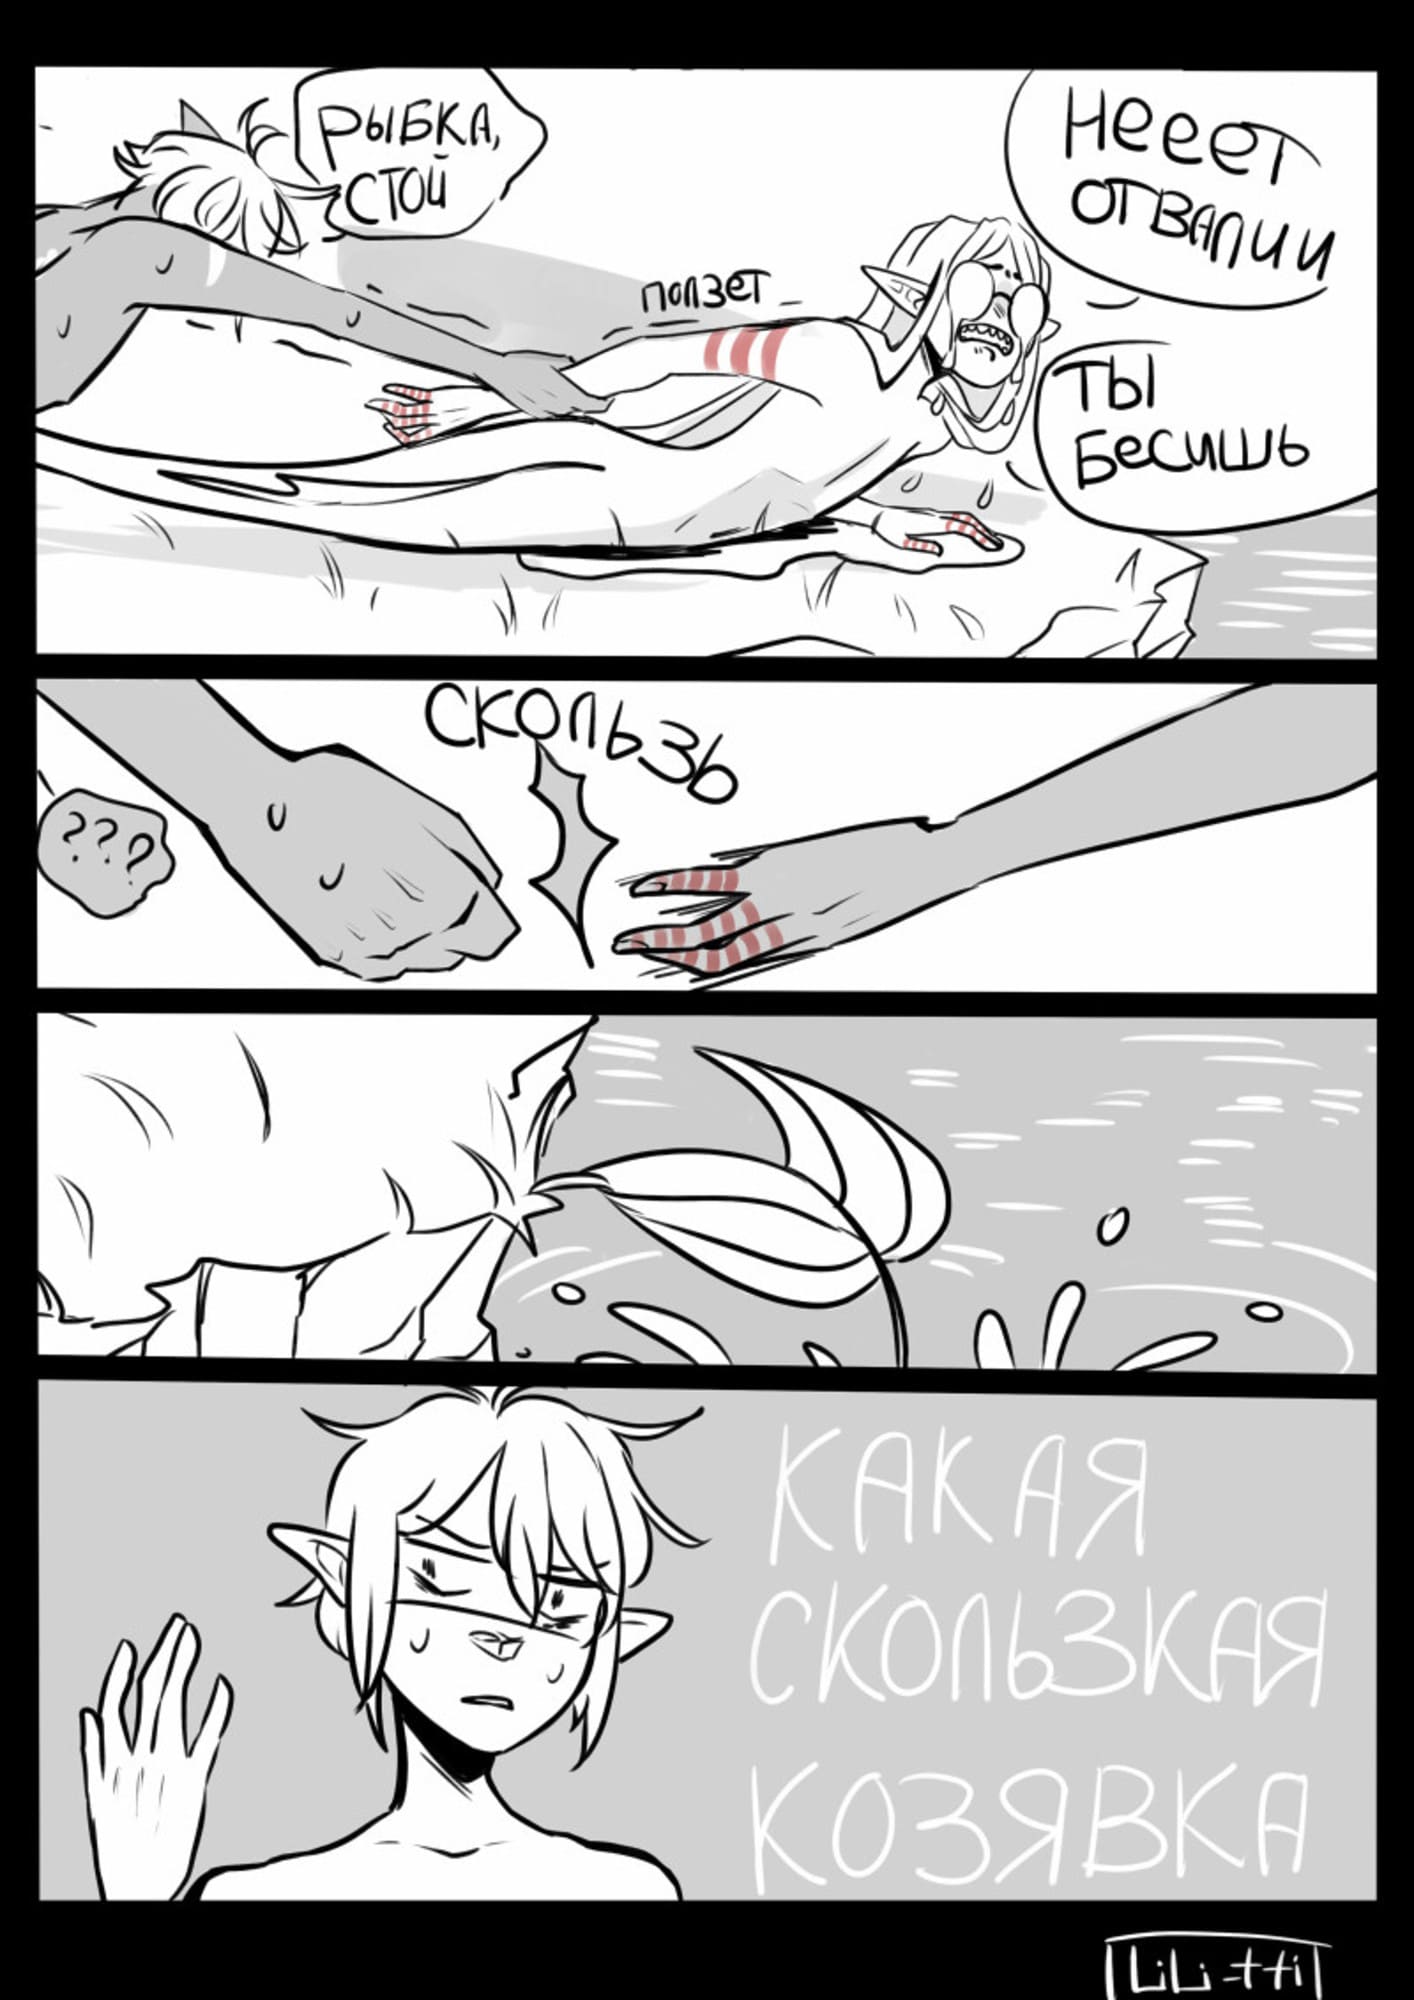 РЫБКА,
СТОЙ
НЕЕЕТ
ОТВАЛИИ
ползет
ТЫ
БЕСИШЬ
СКОЛЬЗЬ
???
КАКАЯ
СКОЛЬЗКАЯ
КОЗЯВКА
LiLi-tti